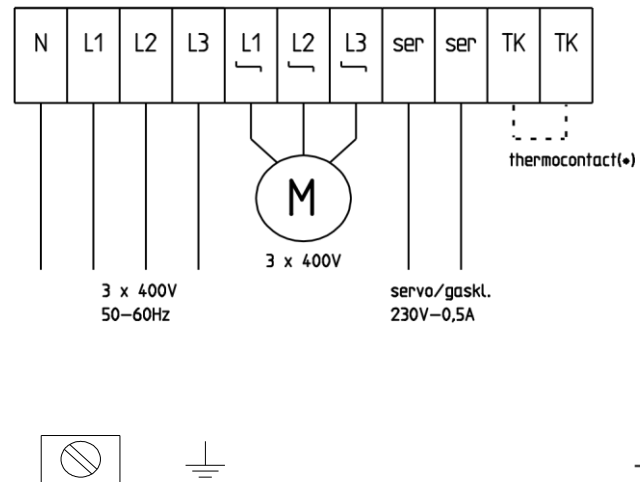 N L1 L2 L3 L1 L2 L3 ser ser TK TK
thermocontact(•)
M
3 x 400V
3 x 400V
50-60Hz
servo/gaskl.
230V-0,5A